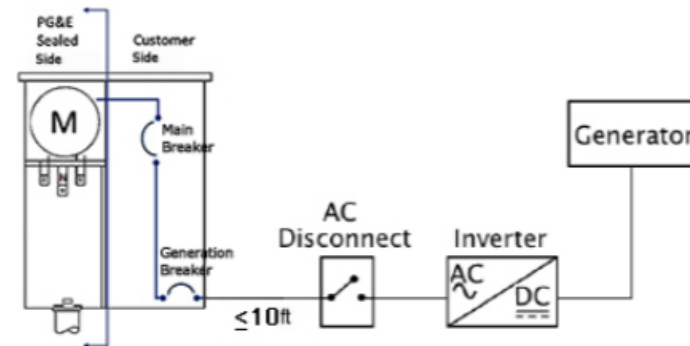 PG&E
Sealed
Side
Customer
Side
M
Main
Breaker
N
Generation
Breaker
≤10ft
AC
Disconnect
Inverter
AC
DC
Generator